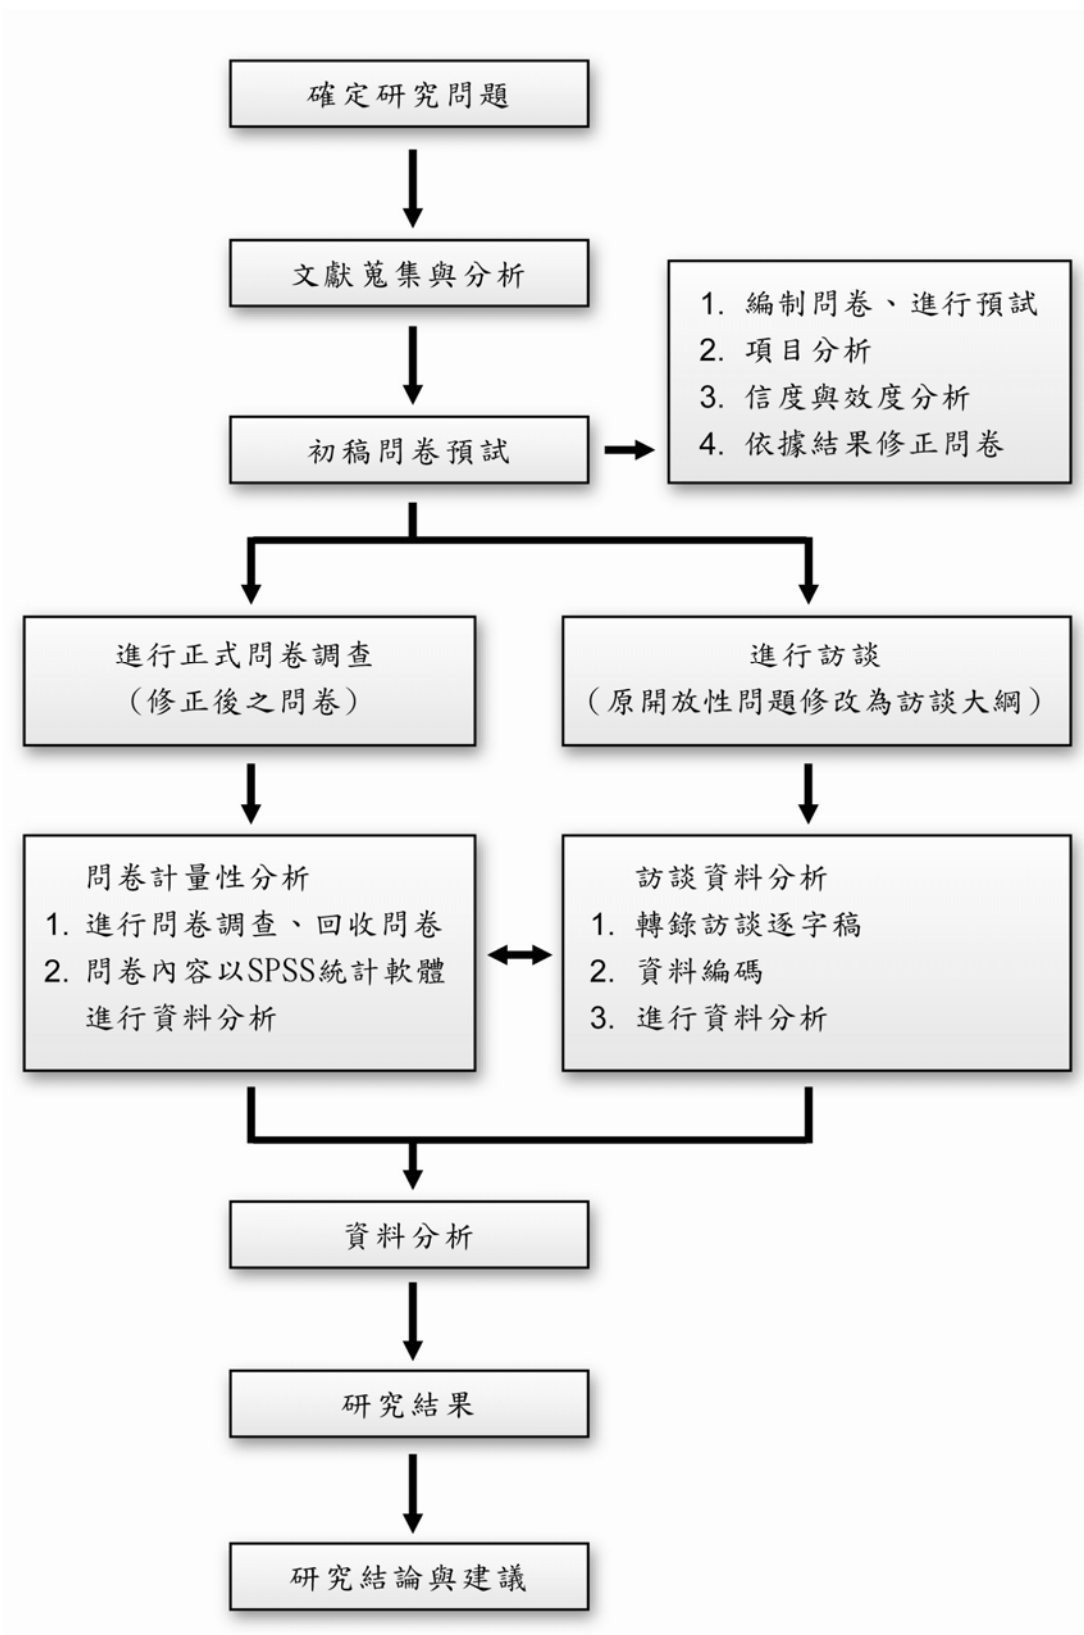 確定研究問題
文獻蒐集與分析
初稿問卷預試
1. 編制問卷、進行預試
2. 項目分析
3. 信度與效度分析
4. 依據結果修正問卷
進行正式問卷調查
（修正後之問卷）
進行訪談
（原開放性問題修改為訪談大綱）
問卷計量性分析
1. 進行問卷調查、回收問卷
2. 問卷內容以SPSS統計軟體
進行資料分析
訪談資料分析
1. 轉錄訪談逐字稿
2. 資料編碼
3. 進行資料分析
資料分析
研究結果
研究結論與建議